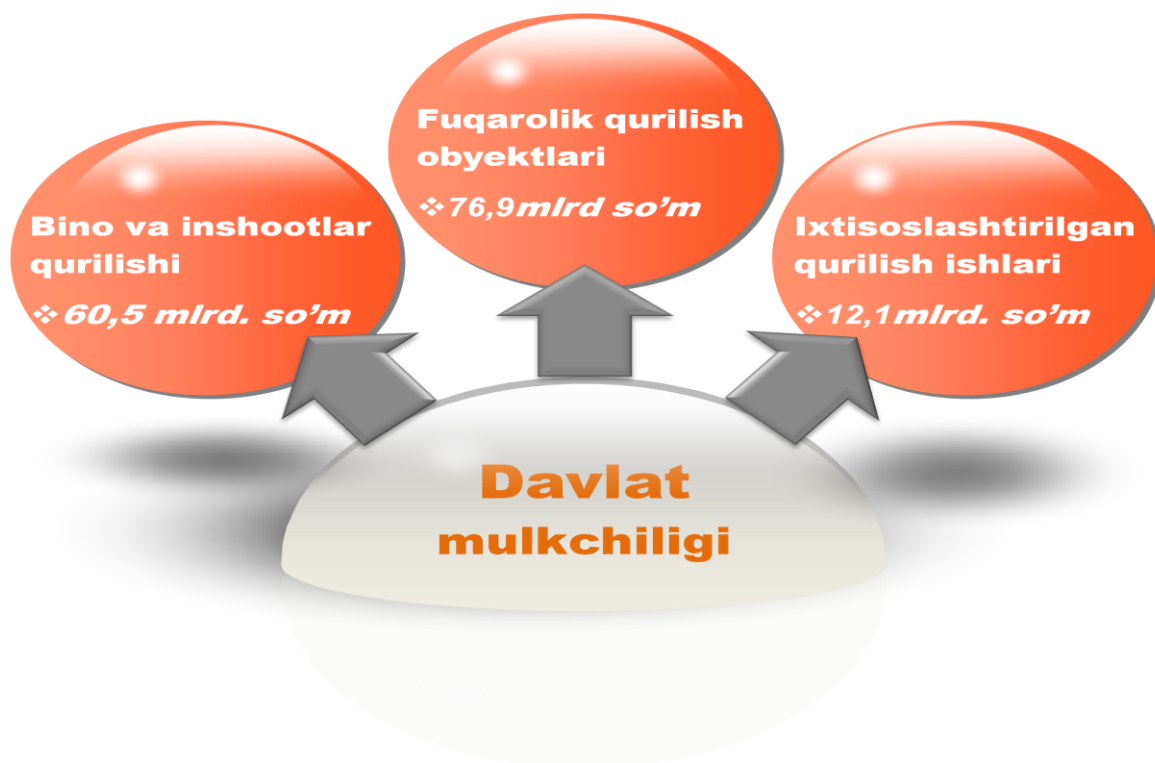 Fuqarolik qurilish
obyektlari
❖76,9mlrd so’m
Bino va inshootlar
qurilishi
❖60,5 mlrd. so’m
Ixtisoslashtirilgan
qurilish ishlari
❖12,1mlrd. so’m
Davlat
mulkchiligi